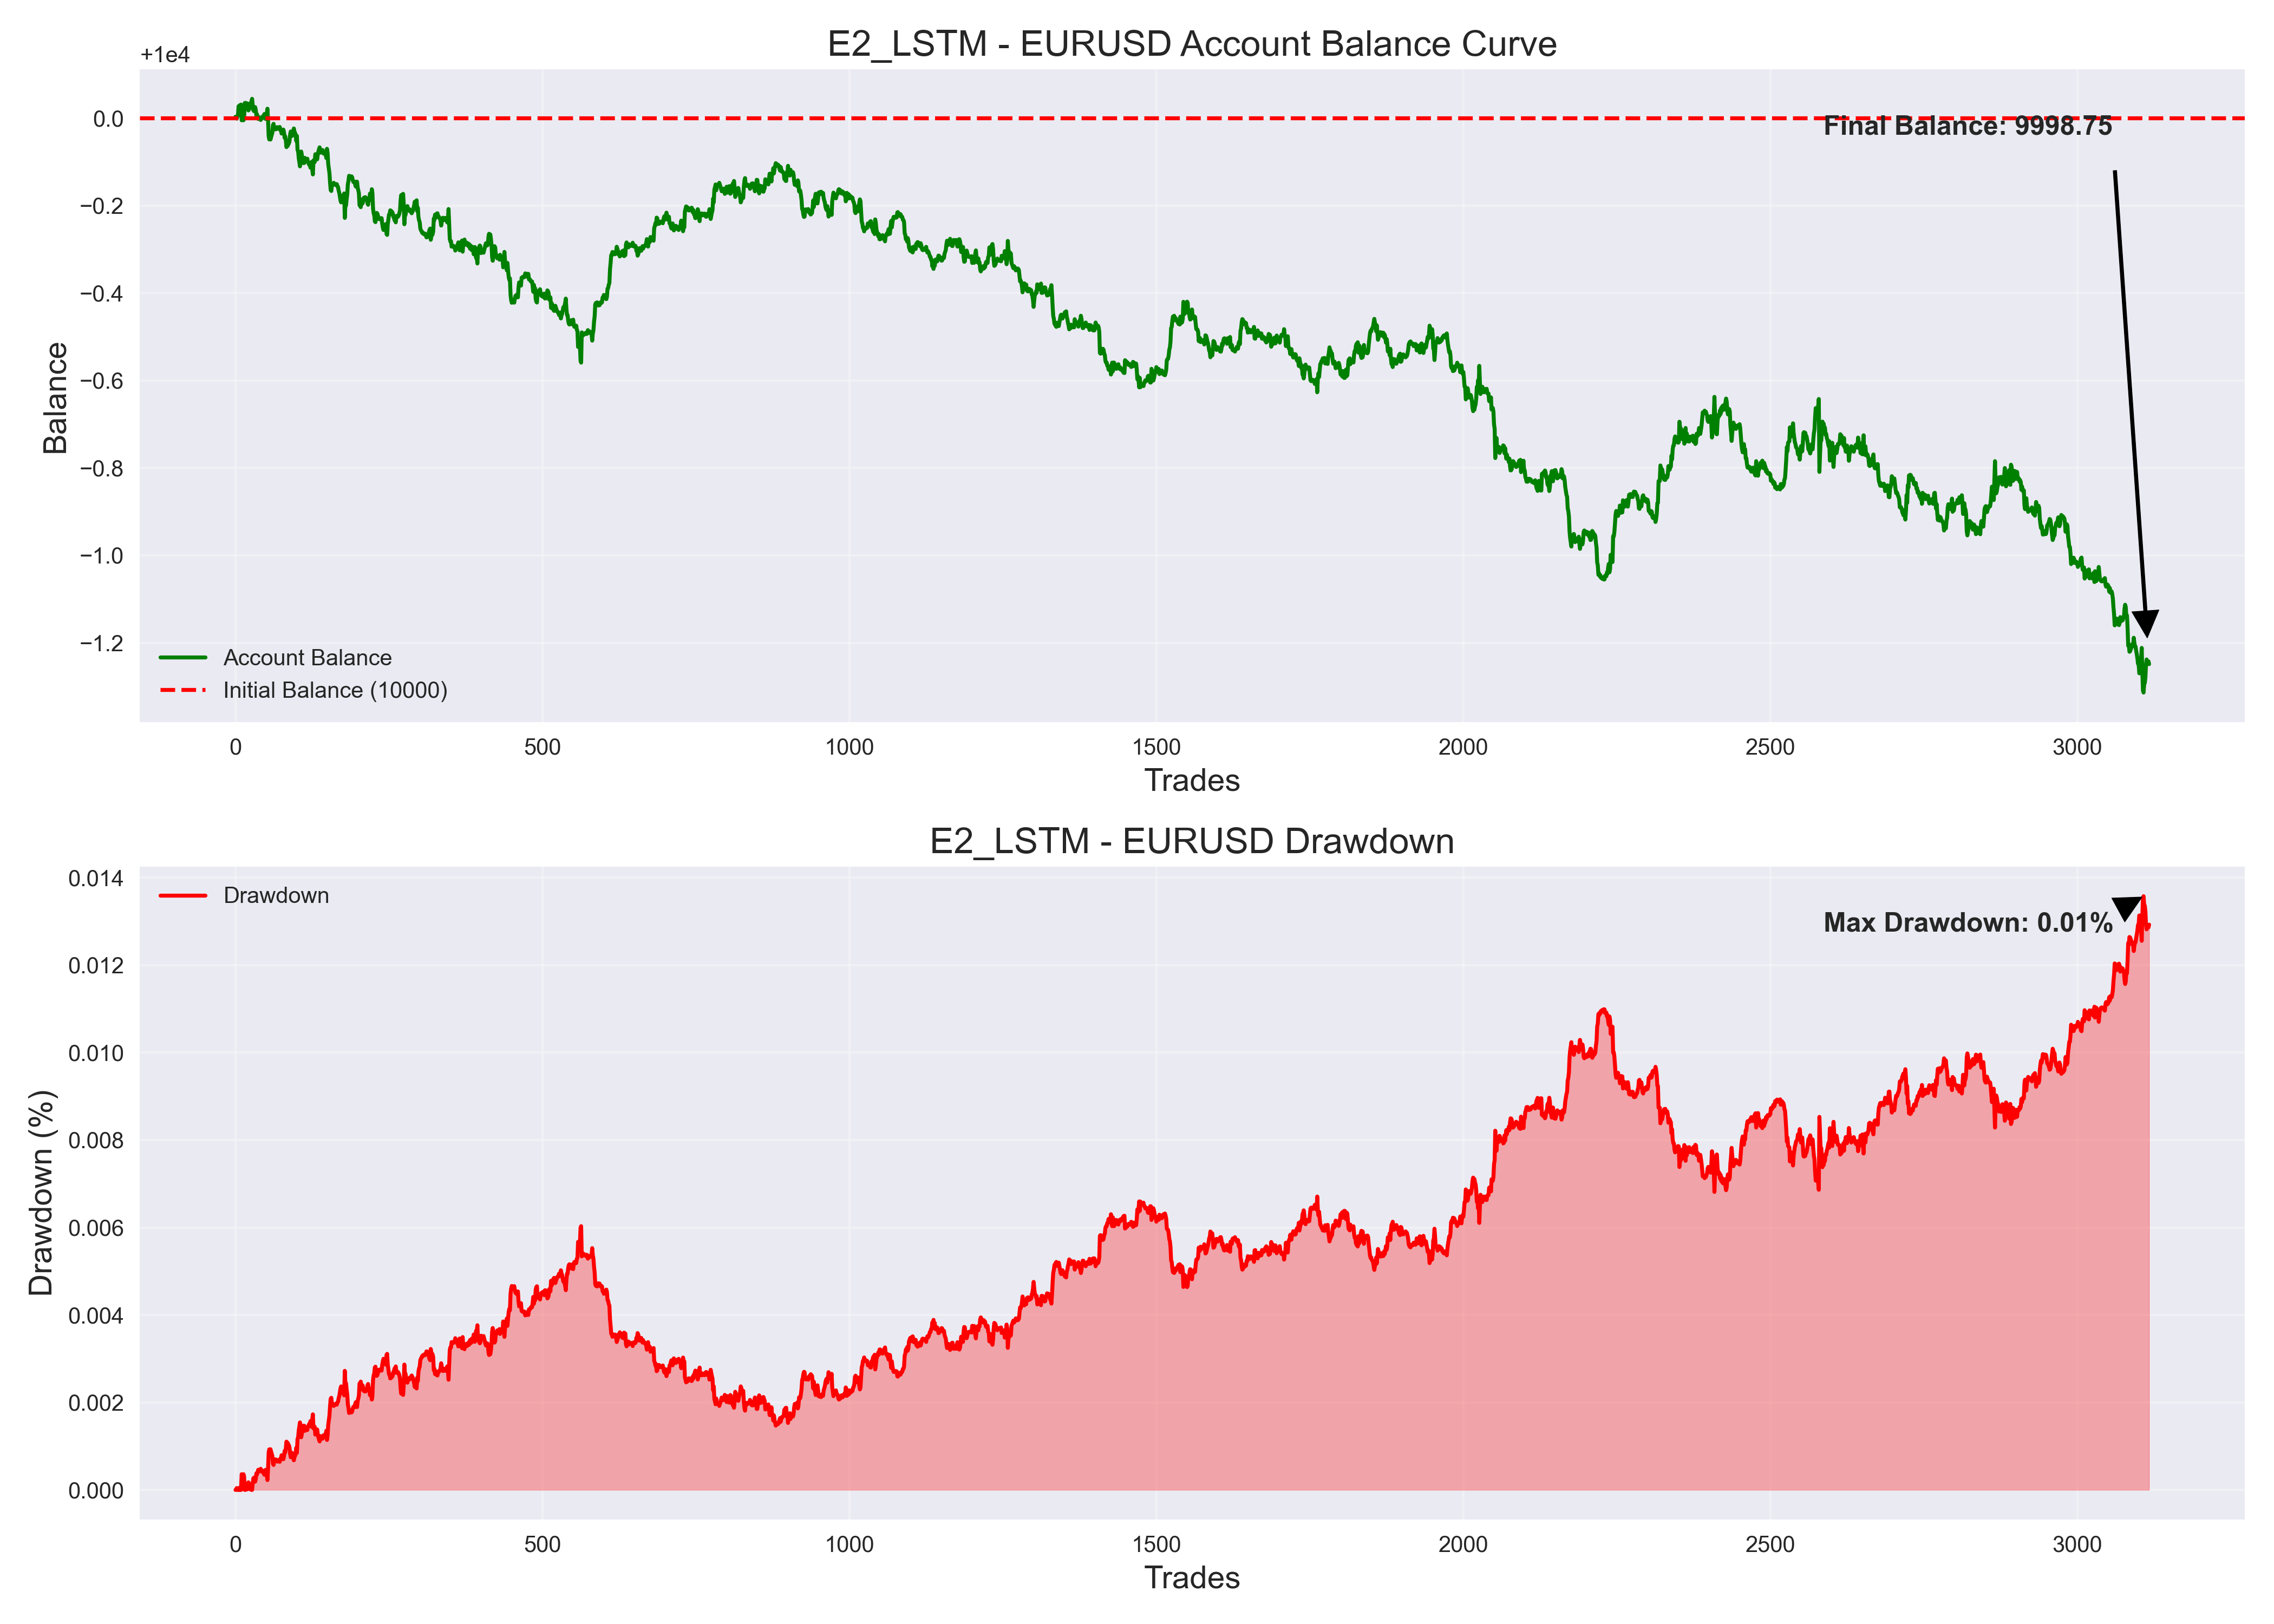 E2_LSTM - EURUSD Account Balance Curve
+1e4
0.0
−0.2
−0.4
−0.6
−0.8
−1.0
−1.2
Balance
Final Balance: 9998.75
Account Balance
Initial Balance (10000)
0 500 1000 1500 2000 2500 3000
Trades
E2_LSTM - EURUSD Drawdown
0.014
0.012
0.010
0.008
0.006
0.004
0.002
0.000
Drawdown (%)
Drawdown
Max Drawdown: 0.01%
0 500 1000 1500 2000 2500 3000
Trades